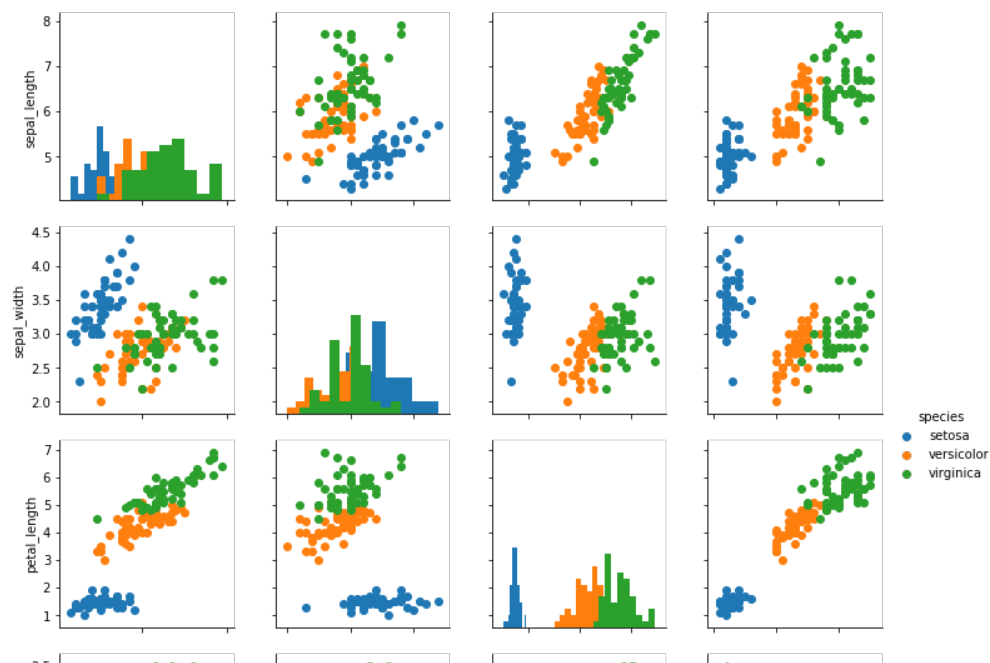 8
7
6
5
sepal_length
4.5
4.0
3.5
3.0
2.5
2.0
sepal_width
species
setosa
versicolor
virginica
7
6
5
4
3
2
1
petal_length